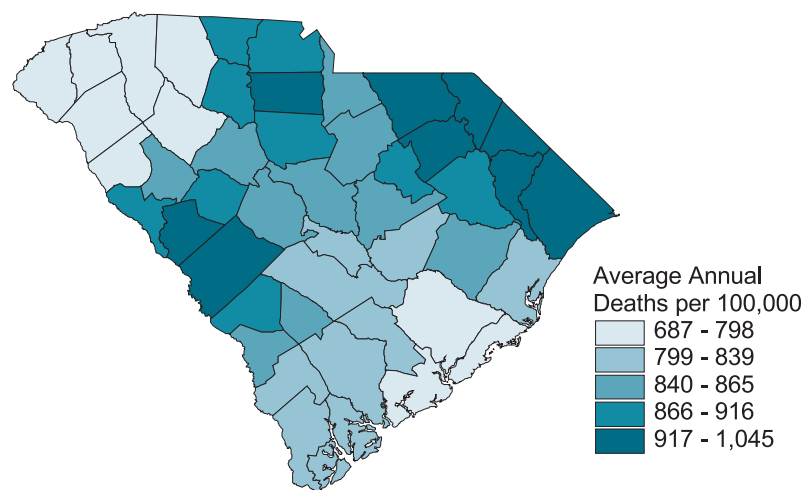 Average Annual
Deaths per 100,000
687 - 798
799 - 839
840 - 865
866 - 916
917 - 1,045